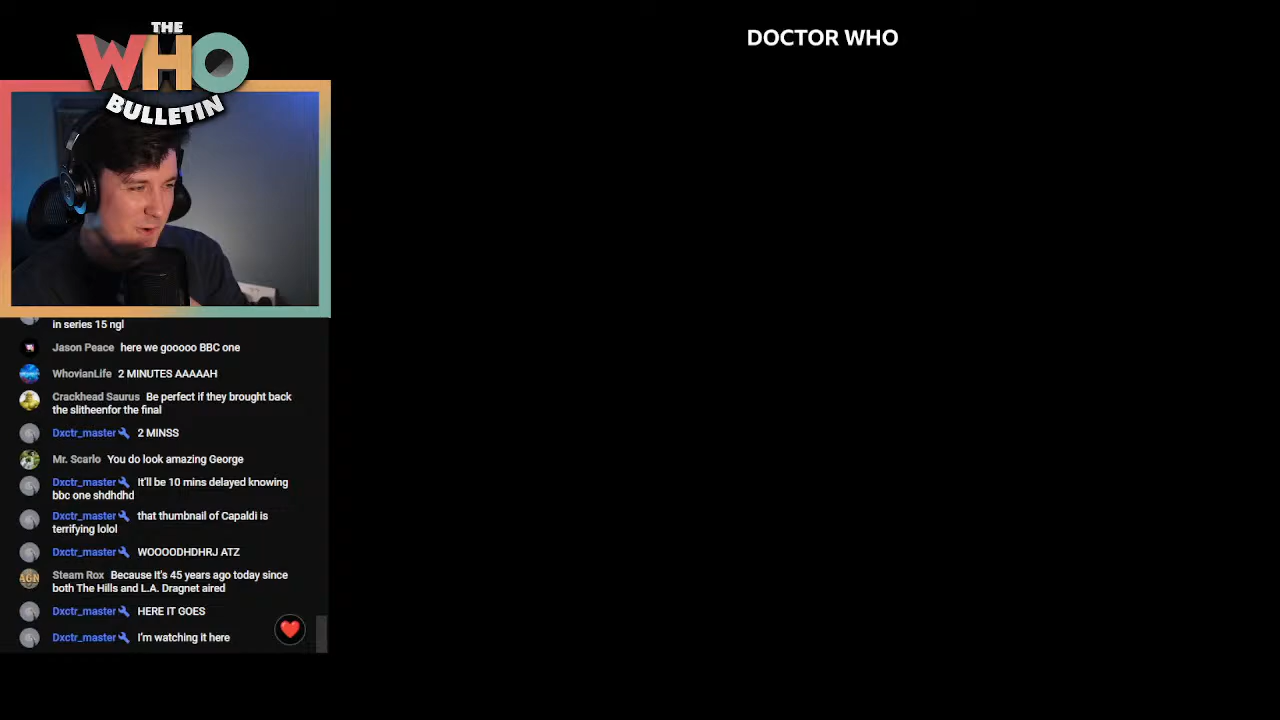 THE
WHO
BULLETIN
DOCTOR WHO
in series 15 ngl
Jason Peace here we gooooo BBC one
WhovianLife 2 MINUTES AAAAAH
Crackhead Saurus Be perfect if they brought back
the slitheenfor the final
Dxctr_master 2 MINSS
Mr. Scarlo You do look amazing George
Dxctr_master It'll be 10 mins delayed knowing
bbc one shdhdhd
Dxctr_master that thumbnail of Capaldi is
terrifying lolol
Dxctr_master WOOOODHDHRJ ATZ
AGN
Steam Rox Because It's 45 years ago today since
both The Hills and L.A. Dragnet aired
Dxctr_master HERE IT GOES
Dxctr_master I'm watching it here